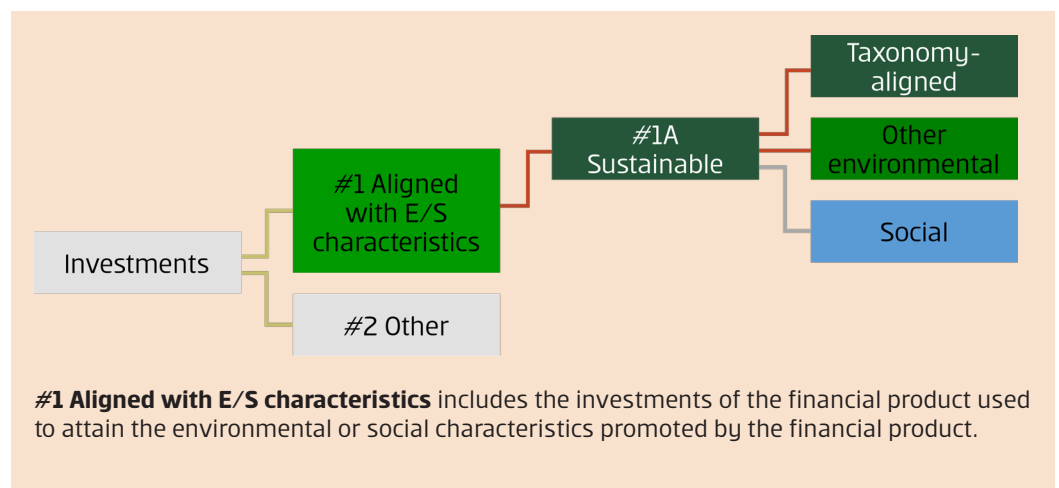 Taxonomy-
aligned
#1A
Sustainable
Other
environmental
#1 Aligned
with E/S
characteristics
Social
Investments
#2 Other
#1 Aligned with E/S characteristics includes the investments of the financial product used
to attain the environmental or social characteristics promoted by the financial product.